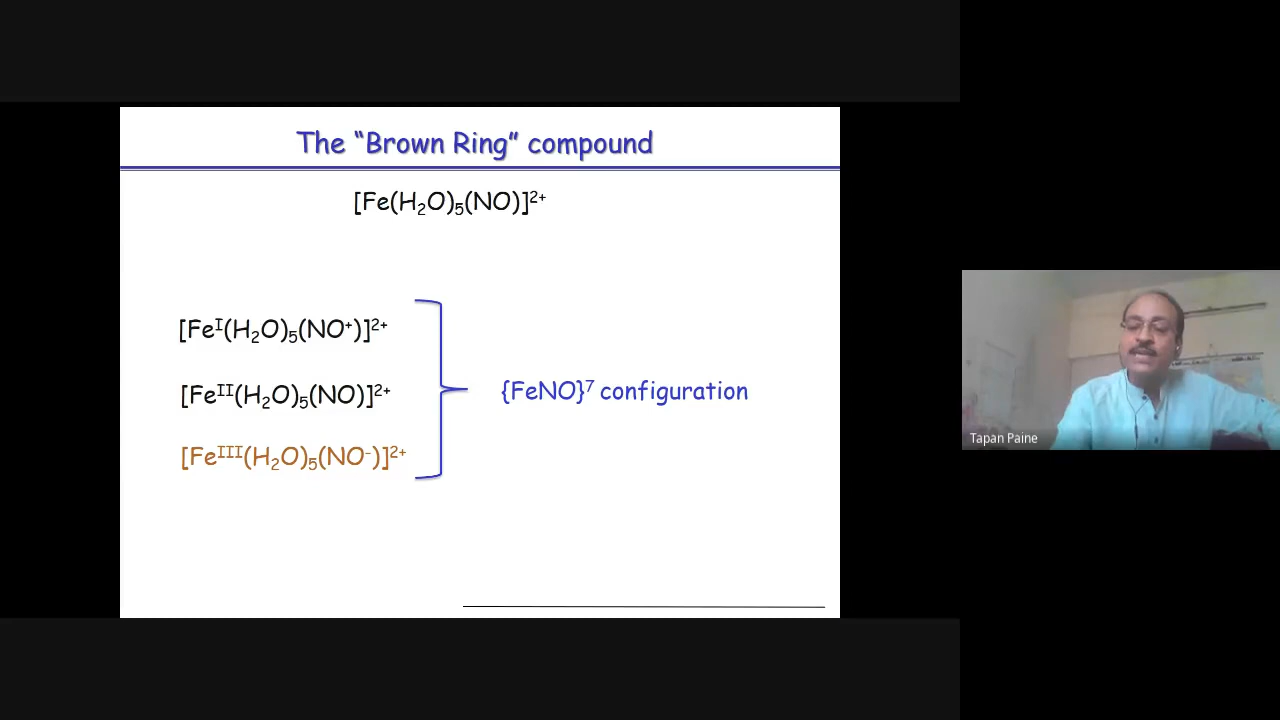 The “Brown Ring” compound
[Fe(H₂O)₅(NO)]²⁺
[Feᴵ(H₂O)₅(NO⁺)]²⁺
[Feᴵᴵ(H₂O)₅(NO)]²⁺
{FeNO}⁷ configuration
[Feᴵᴵᴵ(H₂O)₅(NO⁻)]²⁺
Tapan Paine